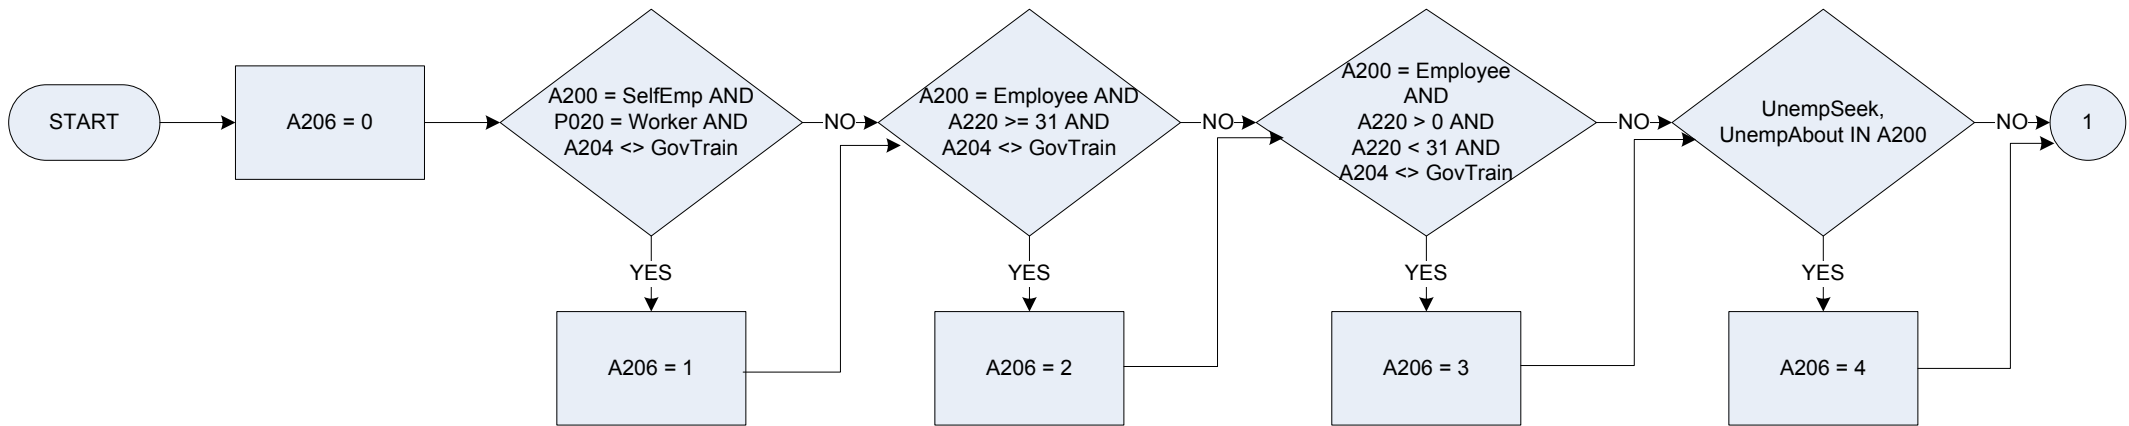 START
A206 = 0
A200 = SelfEmp AND
P020 = Worker AND
A204 <> GovTrain
NO
YES
A206 = 1
A200 = Employee AND
A220 >= 31 AND
A204 <> GovTrain
NO
YES
A206 = 2
A200 = Employee
AND
A220 > 0 AND
A220 < 31 AND
A204 <> GovTrain
NO
YES
A206 = 3
UnempSeek,
UnempAbout IN A200
NO
YES
A206 = 4
1